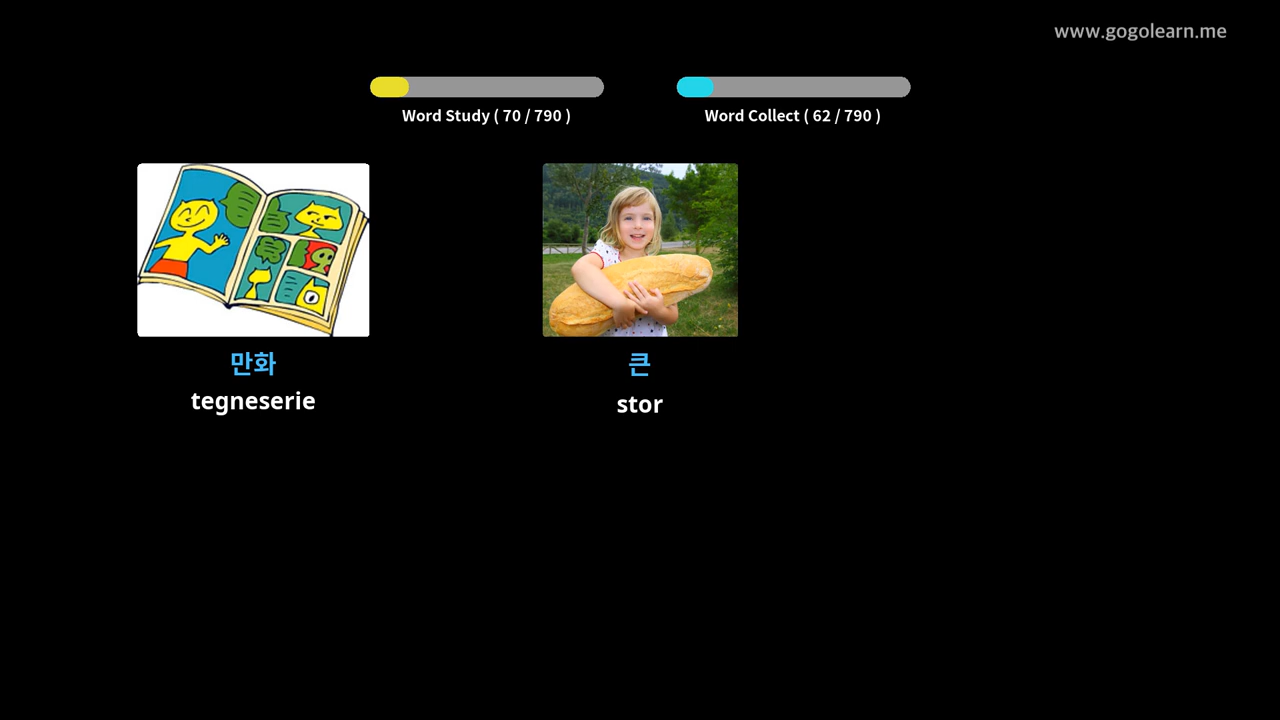 www.gogolearn.me
Word Study ( 70 / 790 )
Word Collect ( 62 / 790 )
만화
tegneserie
큰
stor